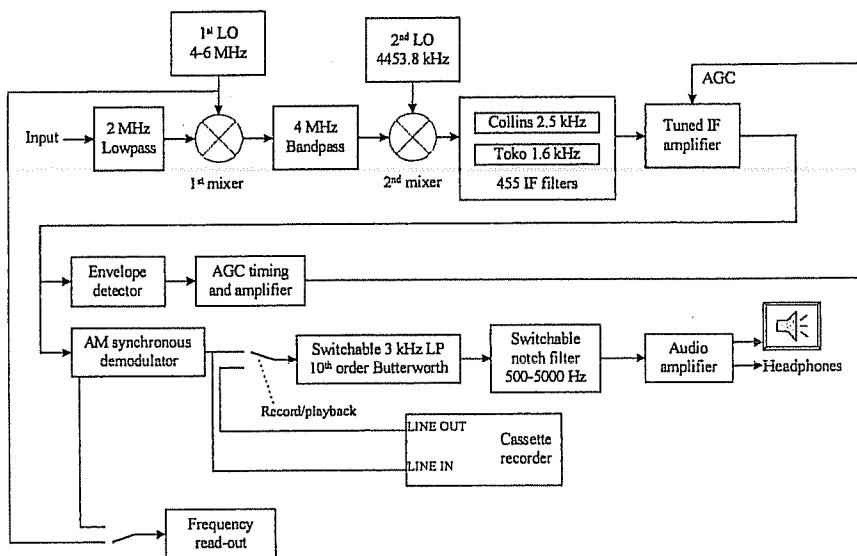 1st LO
4-6 MHz
2nd LO
4453.8 kHz
AGC
Input
2 MHz
Lowpass
4 MHz
Bandpass
Collins 2.5 kHz
Toko 1.6 kHz
Tuned IF
amplifier
1st mixer
2nd mixer
455 IF filters
Envelope
detector
AGC timing
and amplifier
AM synchronous
demodulator
Switchable 3 kHz LP
10th order Butterworth
Switchable
notch filter
500-5000 Hz
Audio
amplifier
Headphones
Record/playback
LINE OUT
Cassette
recorder
LINE IN
Frequency
read-out